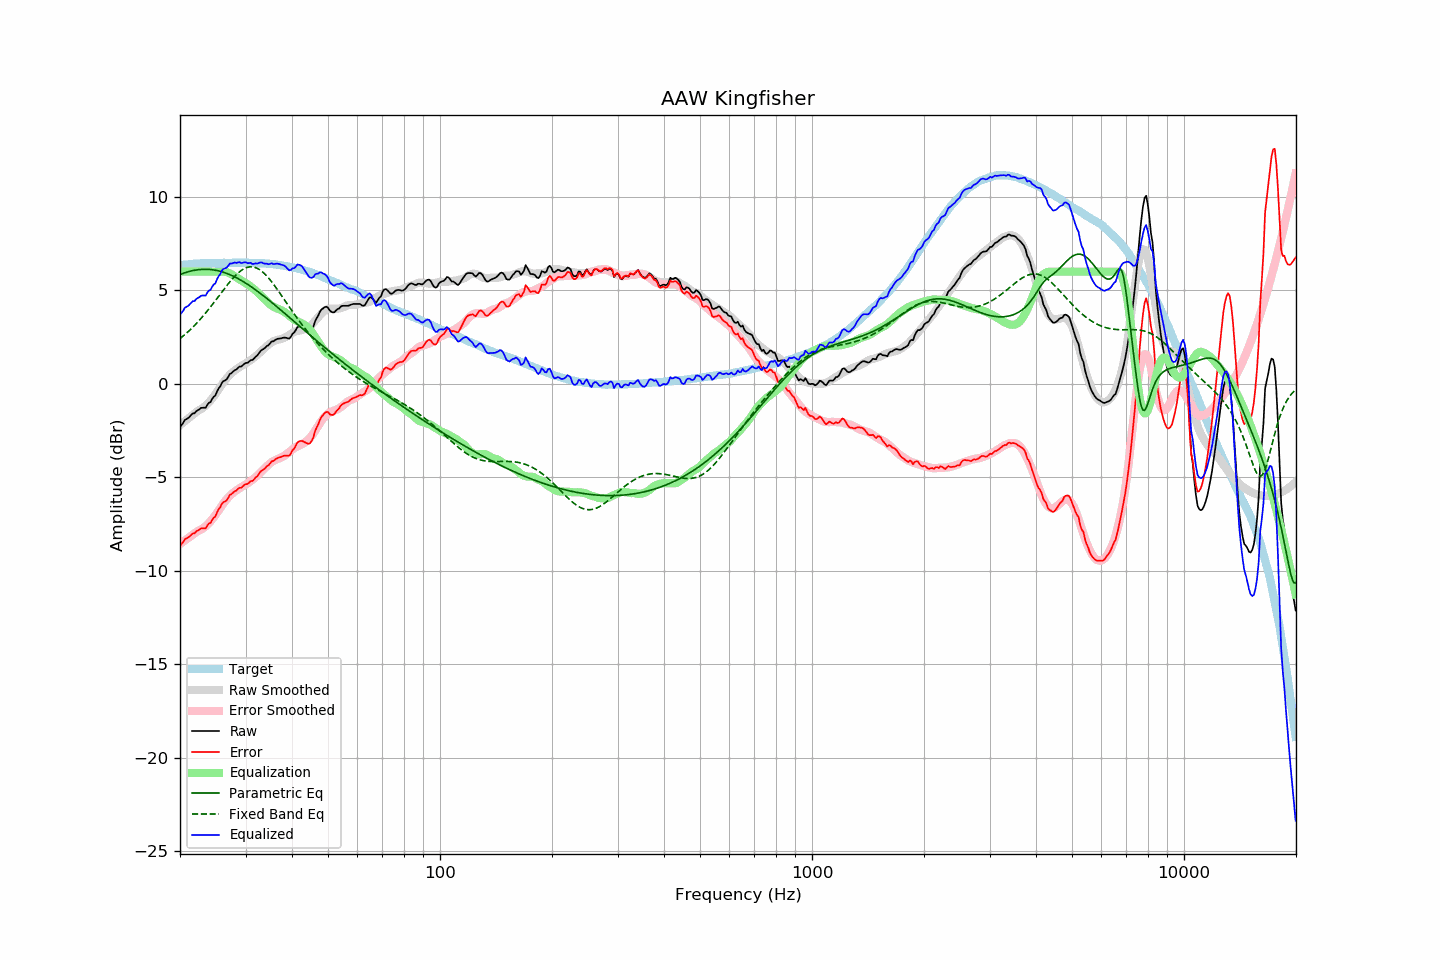 AAW Kingfisher
Amplitude (dBr)
10
5
0
−5
−10
−15
−20
−25
Target
Raw Smoothed
Error Smoothed
Raw
Error
Equalization
Parametric Eq
Fixed Band Eq
Equalized
100
1000
10000
Frequency (Hz)